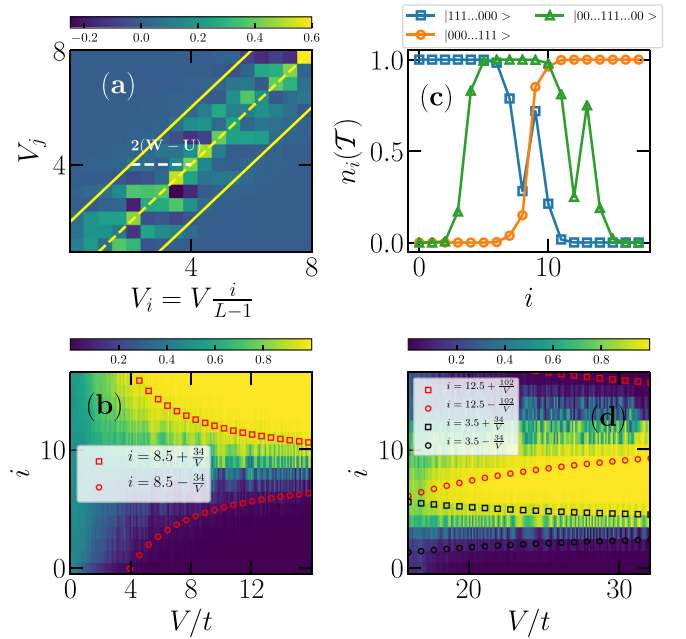 −0.2 0.0 0.2 0.4 0.6
(a)
2(W − U)
V_j
8
4
4 8
V_i = V i/(L−1)
|111...000 >
|000...111 >
|00...111...00 >
(c)
n_i(𝒯)
1.0
0.5
0.0
0 10
i
0.2 0.4 0.6 0.8
(b)
i = 8.5 + 34/V
i = 8.5 − 34/V
i
10
0
0 4 8 12
V/t
0.2 0.4 0.6 0.8
(d)
i = 12.5 + 102/V
i = 12.5 − 102/V
i = 3.5 + 34/V
i = 3.5 − 34/V
i
10
0
20 30
V/t